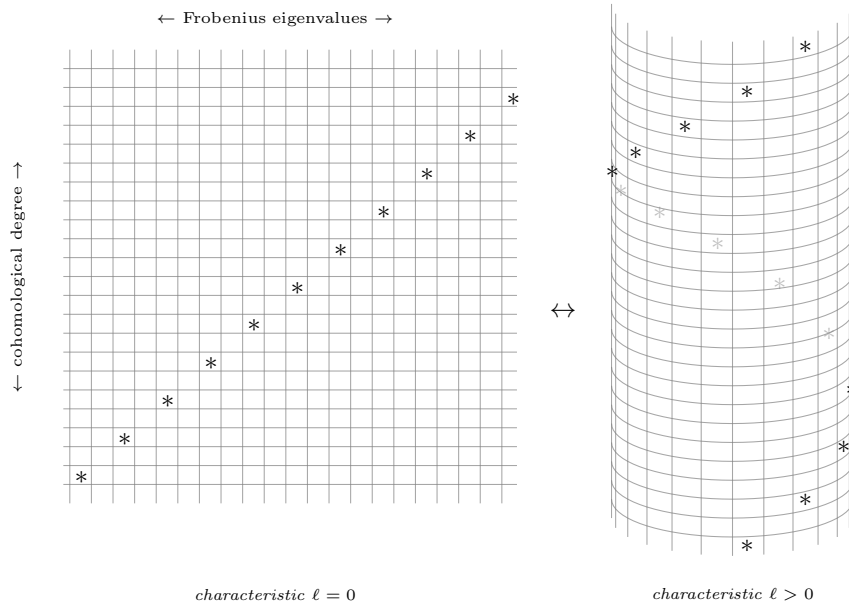 ← Frobenius eigenvalues →
← cohomological degree →
↔
characteristic ℓ = 0
characteristic ℓ > 0